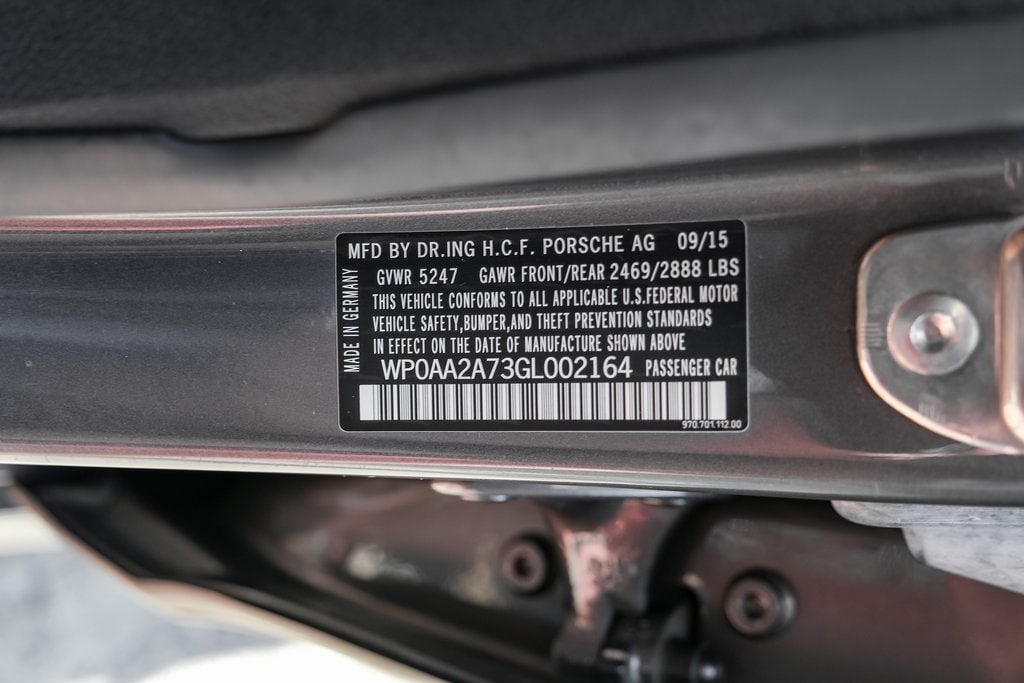 MFD BY DR.ING H.C.F. PORSCHE AG 09/15
GVWR 5247 GAWR FRONT/REAR 2469/2888 LBS
THIS VEHICLE CONFORMS TO ALL APPLICABLE U.S.FEDERAL MOTOR
VEHICLE SAFETY,BUMPER,AND THEFT PREVENTION STANDARDS
IN EFFECT ON THE DATE OF MANUFACTURE SHOWN ABOVE
MADE IN GERMANY
WP0AA2A73GL002164 PASSENGER CAR
970.701.112.00